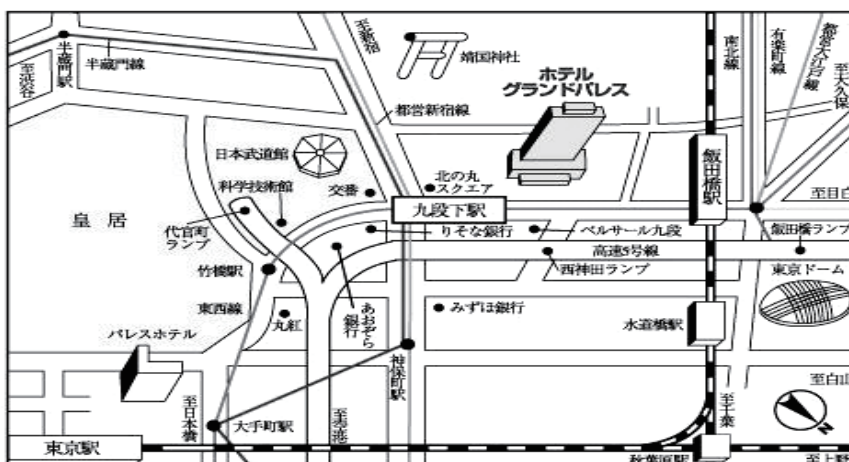 至新宿
靖国神社
ホテル
グランドパレス
南北線
有楽町線
都営大江戸線
至大久保
半蔵門駅
半蔵門線
至渋谷
都営新宿線
飯田橋駅
日本武道館
科学技術館
交番
北の丸
スクエア
至目白
皇居
代官町
ランプ
九段下駅
りそな銀行
ベルサール九段
飯田橋ランプ
高速5号線
竹橋駅
西神田ランプ
東京ドーム
東西線
丸紅
あおぞら
銀行
みずほ銀行
水道橋駅
パレスホテル
神保町駅
至白山
至日本橋
大手町駅
至千葉
N
東京駅
秋葉原駅
至上野